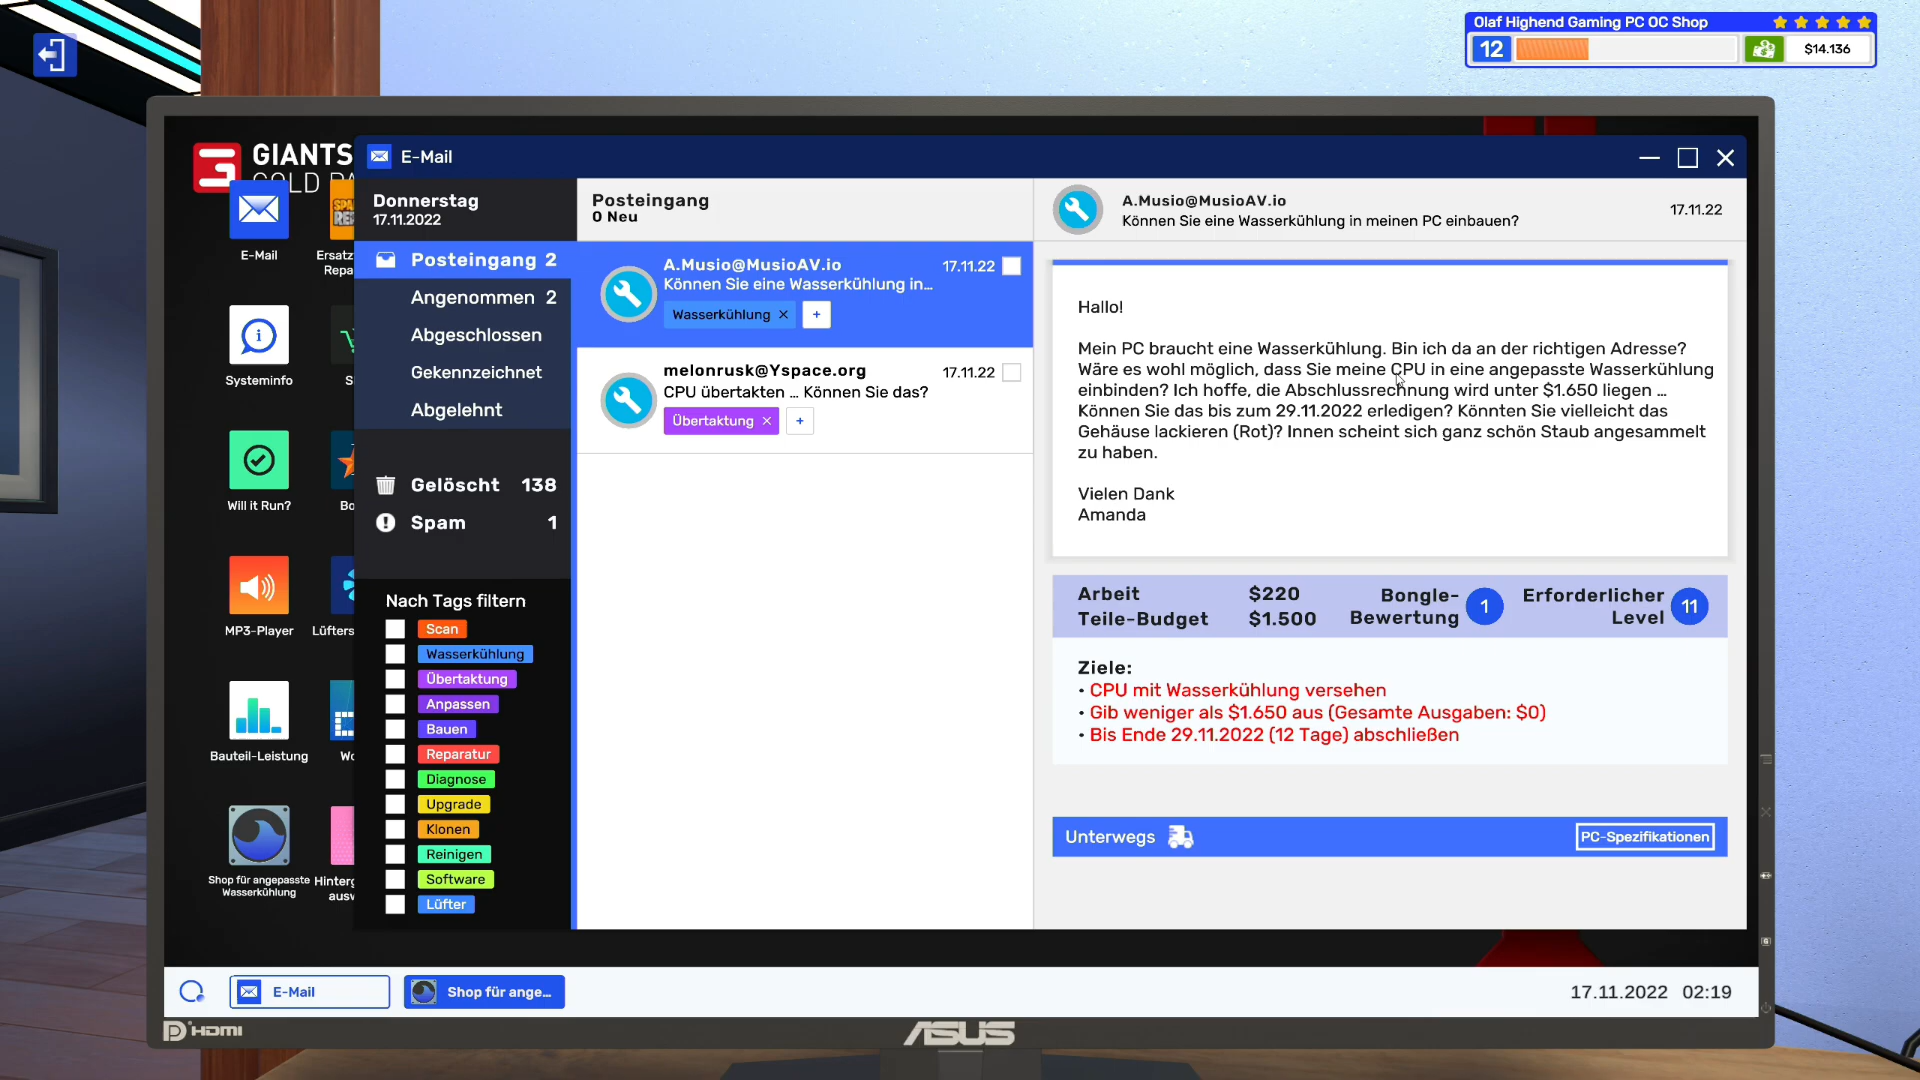 Olaf Highend Gaming PC OC Shop
12
$14.136
GIANTS
E-Mail
Donnerstag
17.11.2022
Posteingang
0 Neu
A.Musio@MusioAV.io
Können Sie eine Wasserkühlung in meinen PC einbauen?
17.11.22
E-Mail
Systeminfo
Will it Run?
MP3-Player
Bauteil-Leistung
Shop für angepasste
Wasserkühlung
Posteingang 2
Angenommen 2
Abgeschlossen
Gekennzeichnet
Abgelehnt
Gelöscht 138
Spam 1
Nach Tags filtern
Scan
Wasserkühlung
Übertaktung
Anpassen
Bauen
Reparatur
Diagnose
Upgrade
Klonen
Reinigen
Software
Lüfter
A.Musio@MusioAV.io
17.11.22
Können Sie eine Wasserkühlung in...
Wasserkühlung ×
+
melonrusk@Yspace.org
17.11.22
CPU übertakten ... Können Sie das?
Übertaktung ×
+
Hallo!
Mein PC braucht eine Wasserkühlung. Bin ich da an der richtigen Adresse?
Wäre es wohl möglich, dass Sie meine CPU in eine angepasste Wasserkühlung
einbinden? Ich hoffe, die Abschlussrechnung wird unter $1.650 liegen ...
Können Sie das bis zum 29.11.2022 erledigen? Könnten Sie vielleicht das
Gehäuse lackieren (Rot)? Innen scheint sich ganz schön Staub angesammelt
zu haben.
Vielen Dank
Amanda
Arbeit $220
Teile-Budget $1.500
Bongle-
Bewertung
1
Erforderlicher
Level
11
Ziele:
• CPU mit Wasserkühlung versehen
• Gib weniger als $1.650 aus (Gesamte Ausgaben: $0)
• Bis Ende 29.11.2022 (12 Tage) abschließen
Unterwegs
PC-Spezifikationen
E-Mail
Shop für ange...
17.11.2022 02:19
HDMI
ASUS